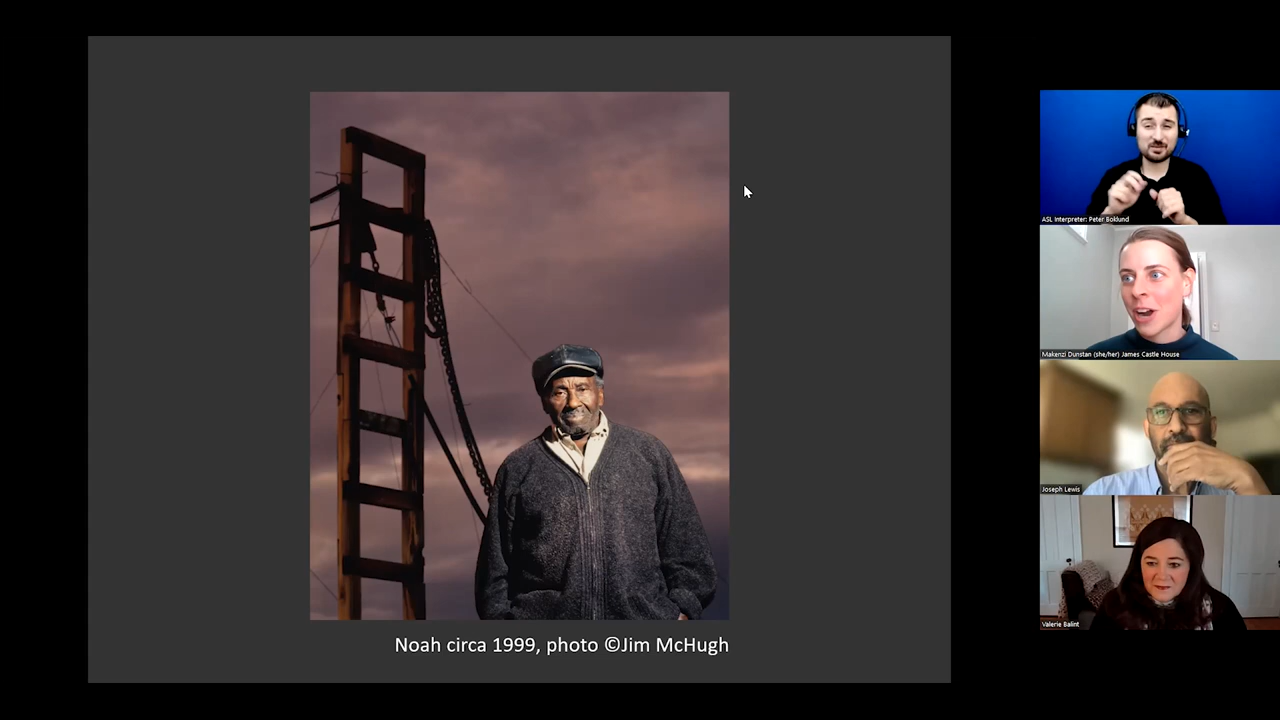 Noah circa 1999, photo ©Jim McHugh
ASL Interpreter: Peter Boklund
Makenzi Dunstan (she/her) James Castle House
Joseph Lewis
Valerie Balint